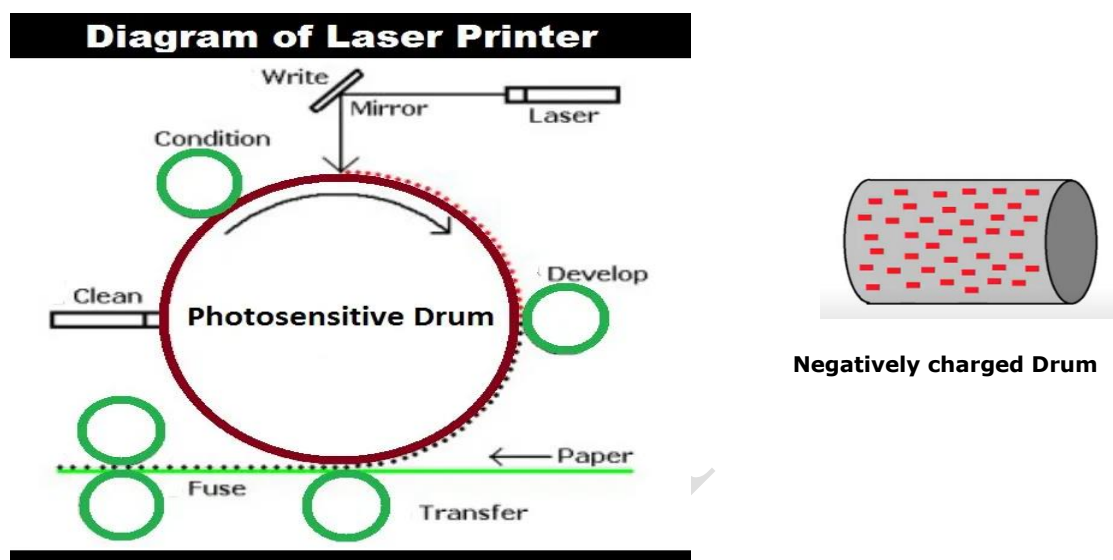 Diagram of Laser Printer
Write
Mirror
Laser
Condition
Develop
Clean
Photosensitive Drum
Negatively charged Drum
Paper
Fuse
Transfer